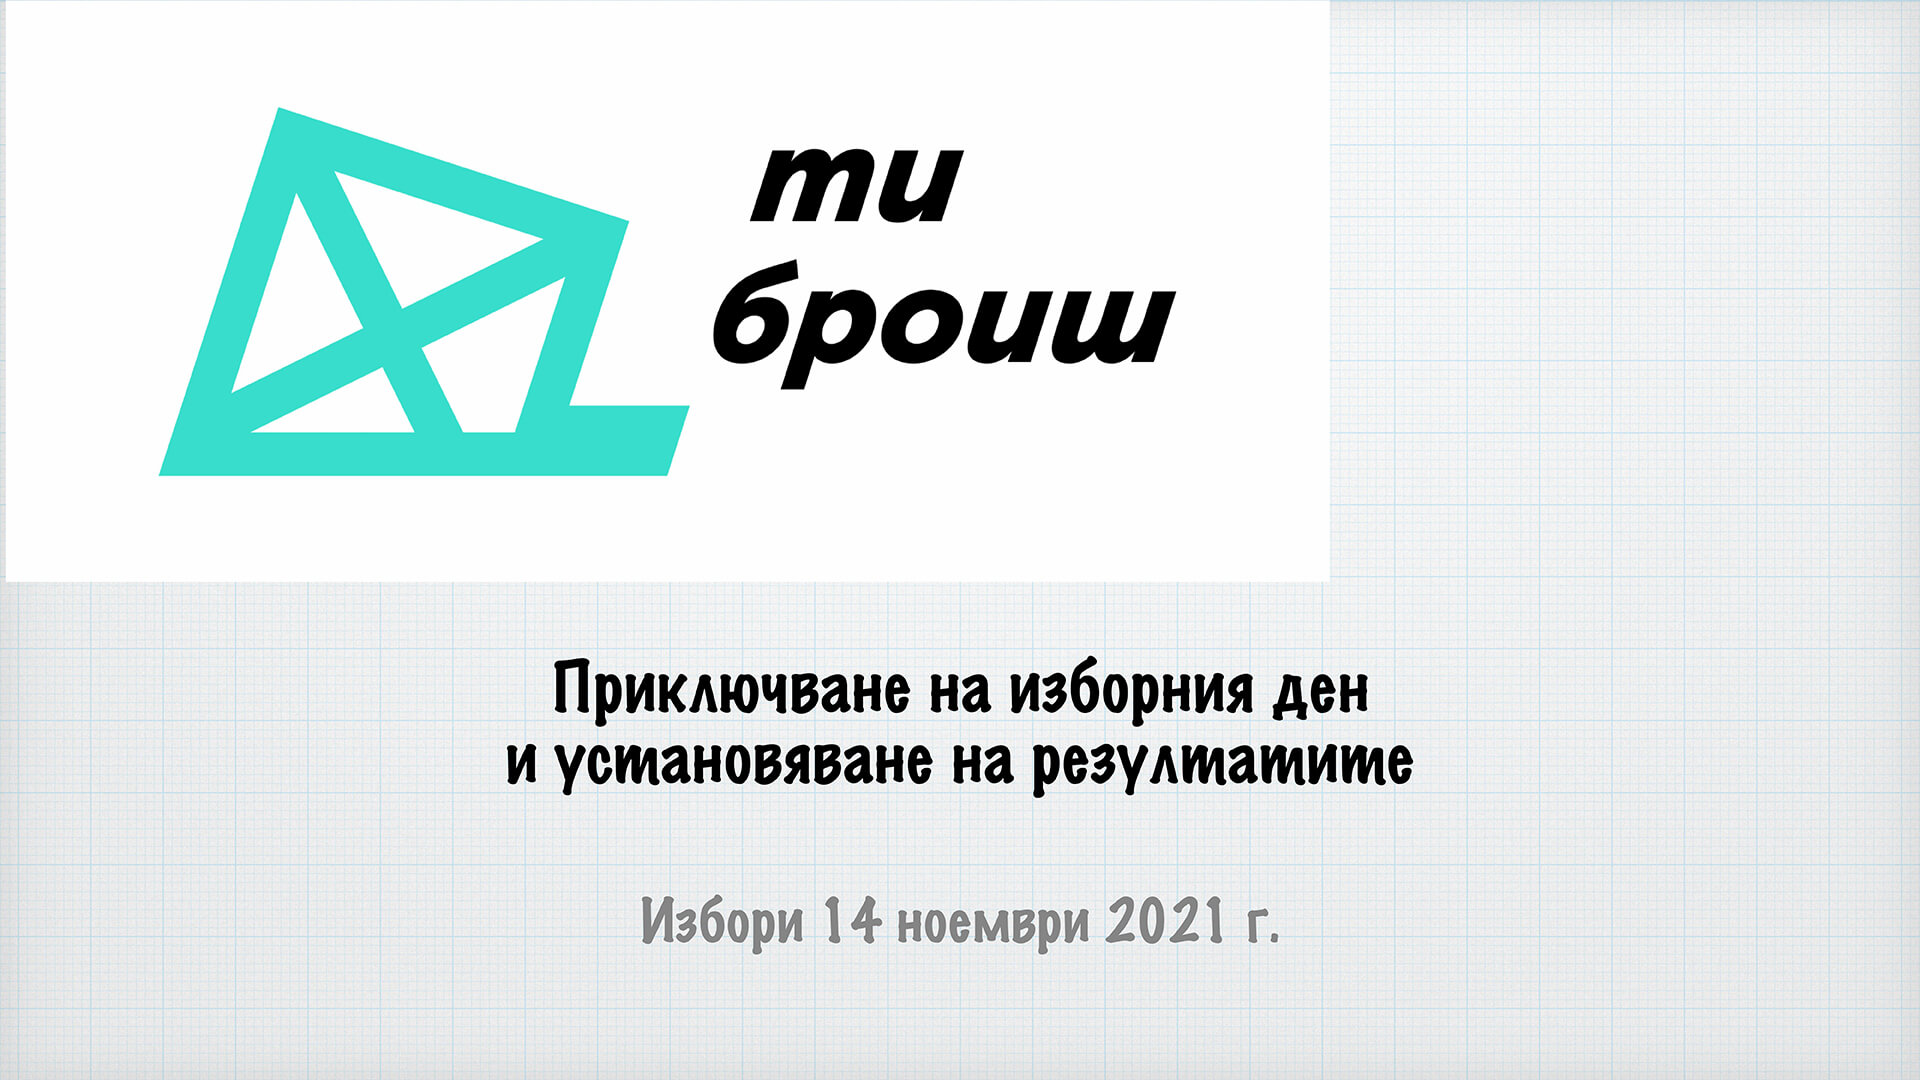 ти
броиш
Приключване на изборния ден
и установяване на резултатите
Избори 14 ноември 2021 г.